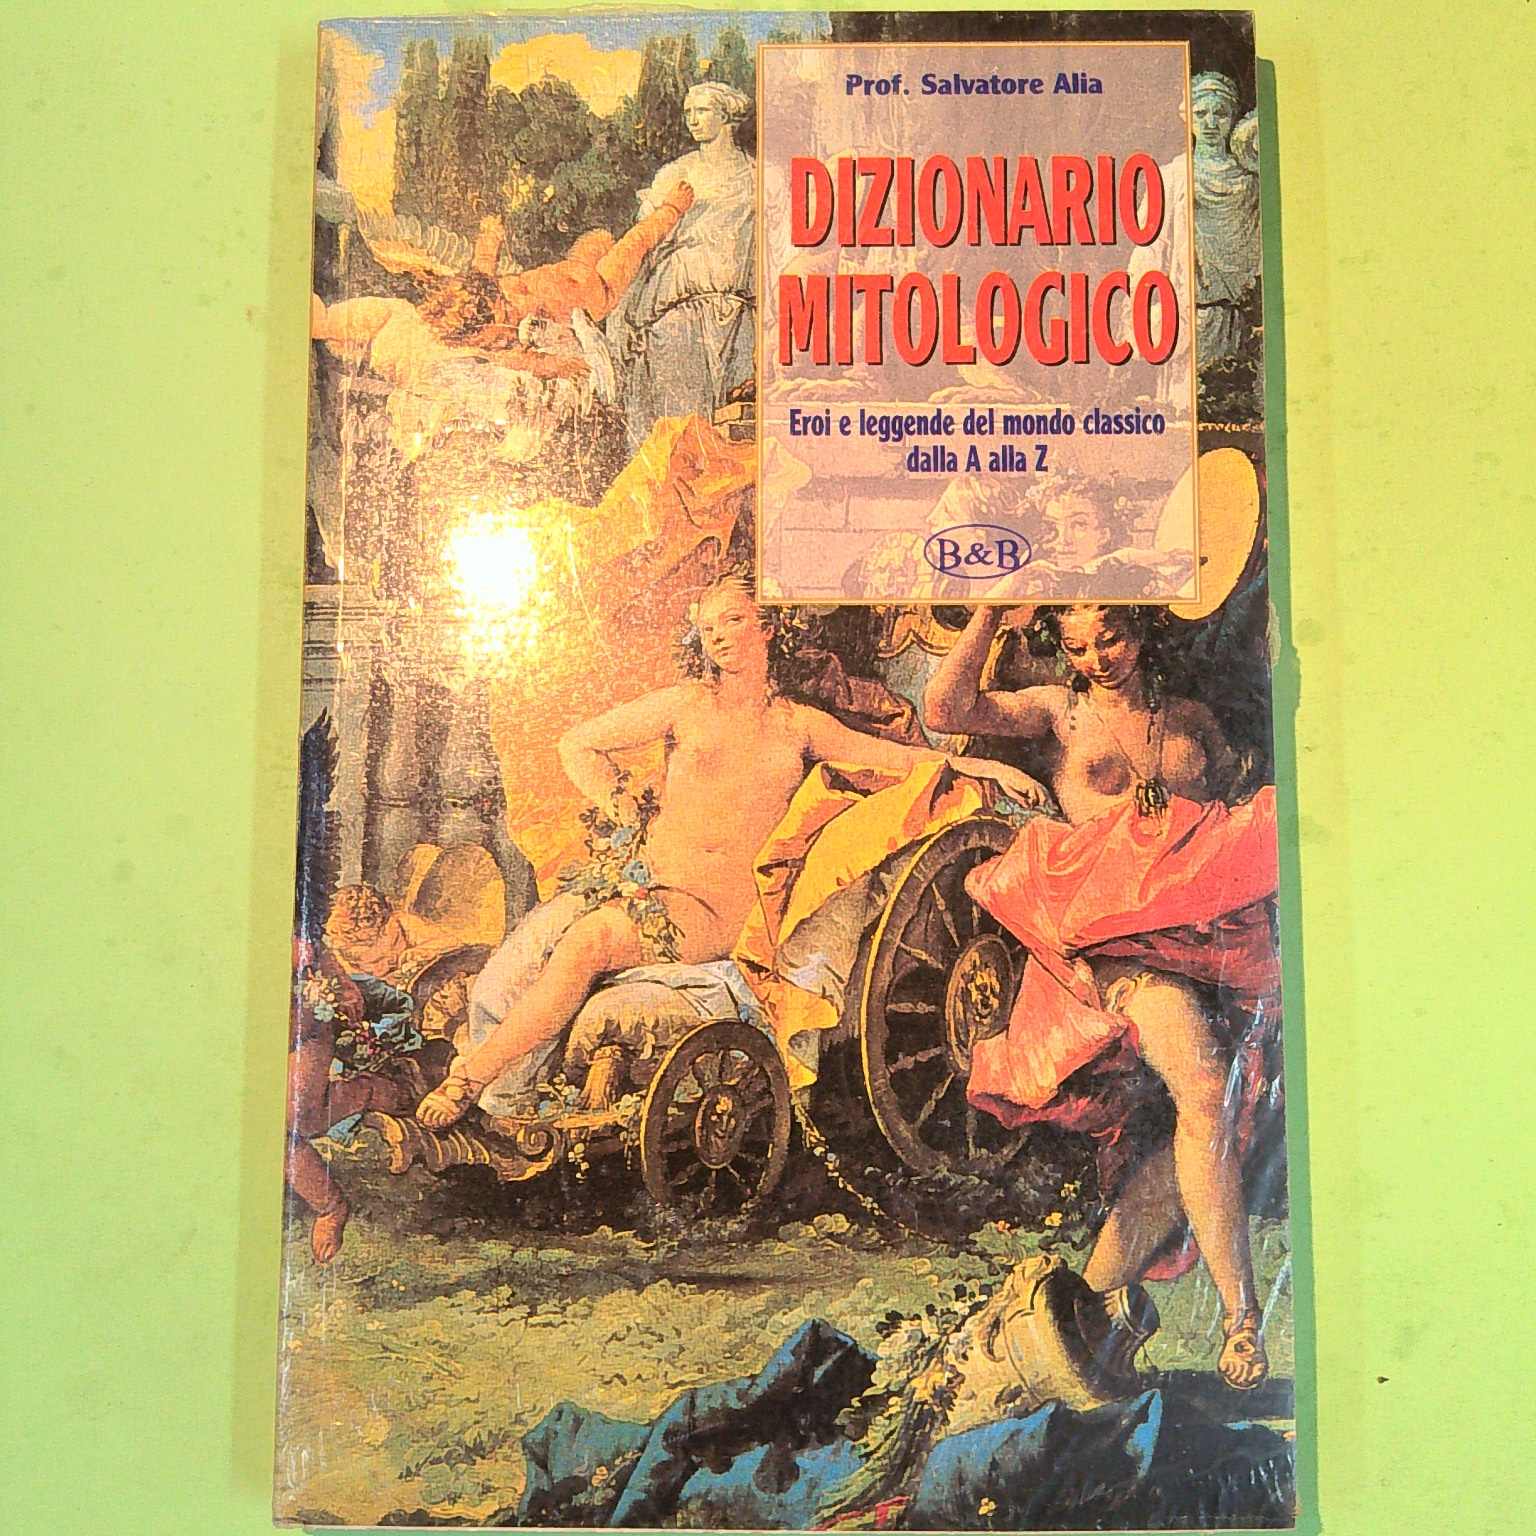 Prof. Salvatore Alia
DIZIONARIO
MITOLOGICO
Eroi e leggende del mondo classico
dalla A alla Z
B&B